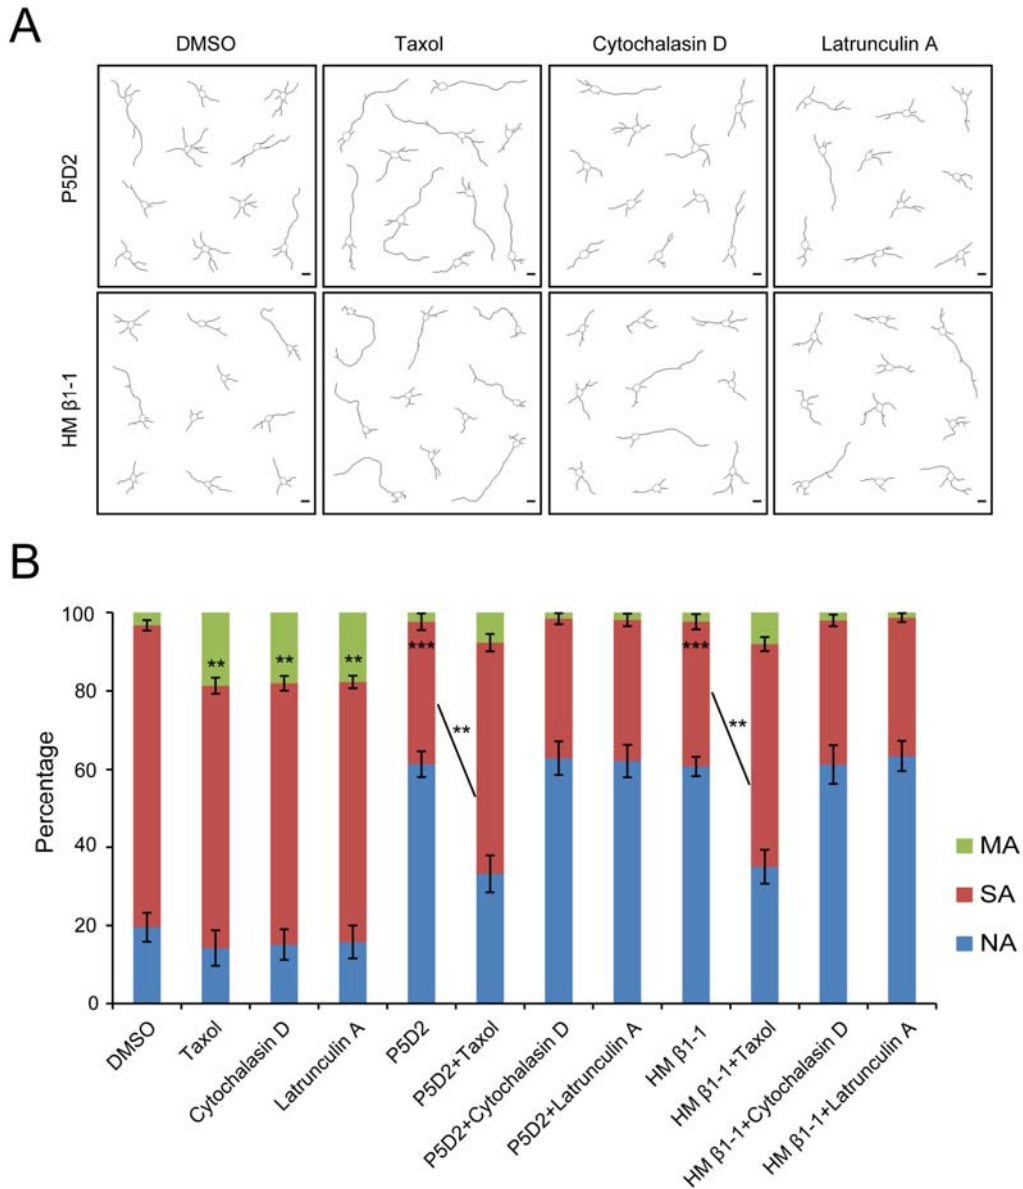 A
DMSO Taxol Cytochalasin D Latrunculin A
P5D2
HM β1-1
B
Percentage
100
80
60
40
20
0
**
**
**
***
**
***
**
MA
SA
NA
DMSO
Taxol
Cytochalasin D
Latrunculin A
P5D2
P5D2+Taxol
P5D2+Cytochalasin D
P5D2+Latrunculin A
HM β1-1
HM β1-1+Taxol
HM β1-1+Cytochalasin D
HM β1-1+Latrunculin A